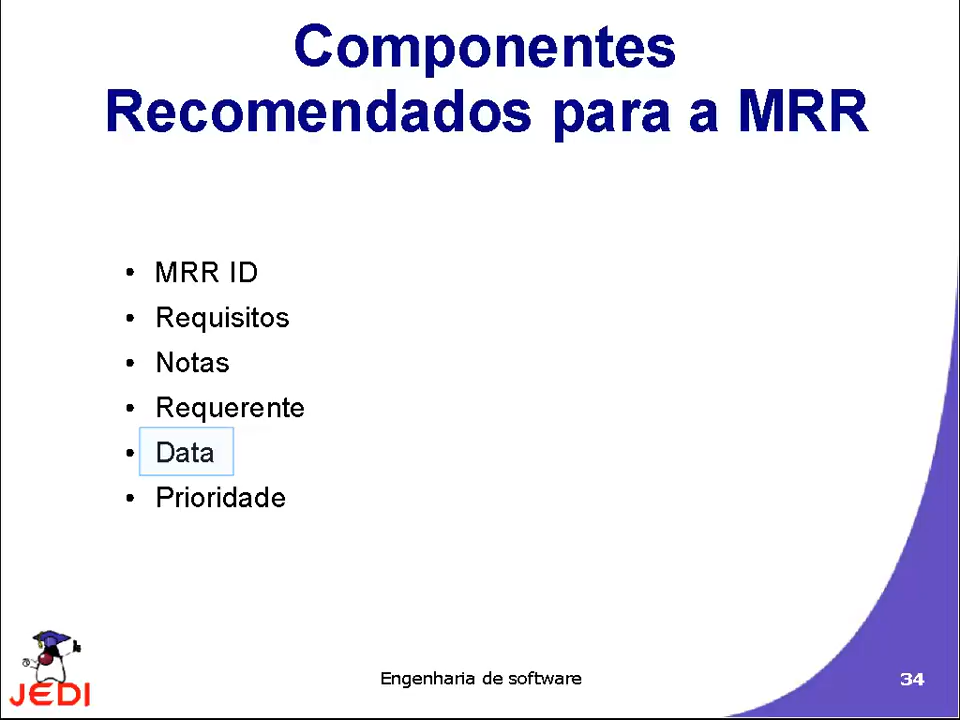 Componentes
Recomendados para a MRR
• MRR ID
• Requisitos
• Notas
• Requerente
• Data
• Prioridade
JEDI
Engenharia de software
34